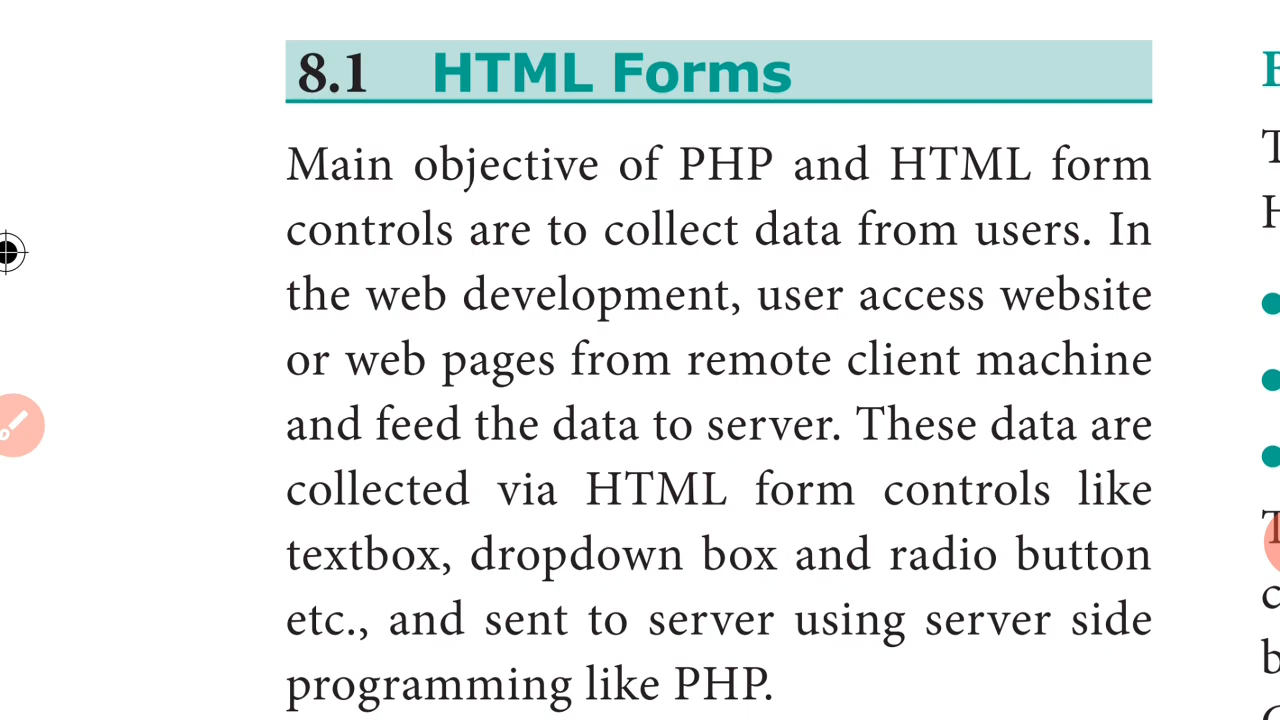 8.1 HTML Forms
Main objective of PHP and HTML form
controls are to collect data from users. In
the web development, user access website
or web pages from remote client machine
and feed the data to server. These data are
collected via HTML form controls like
textbox, dropdown box and radio button
etc., and sent to server using server side
programming like PHP.